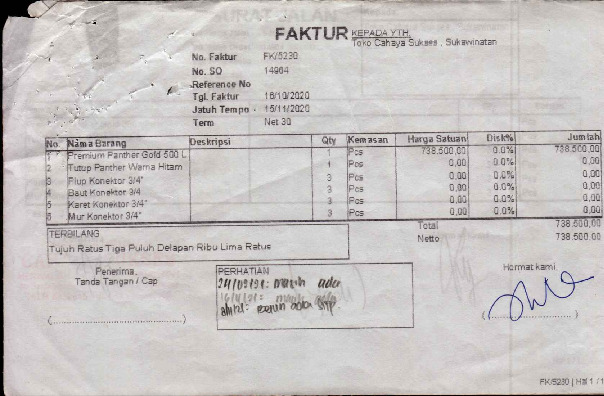 FAKTUR
KEPADA YTH,
Toko Cahaya Sukses , Sukawinatan
No. Faktur FK/5230
No. SO 14964
Reference No
Tgl. Faktur 16/10/2020
Jatuh Tempo 15/11/2020
Term Net 30
No. Nama Barang Deskripsi Qty Kemasan Harga Satuan Disk% Jumlah
1 Premium Panther Gold 500 L 1 Pcs 738.500,00 0.0% 738.500,00
2 Tutup Panther Warna Hitam 1 Pcs 0,00 0.0% 0,00
3 Flup Konektor 3/4" 3 Pcs 0,00 0.0% 0,00
4 Baut Konektor 3/4 3 Pcs 0,00 0.0% 0,00
5 Karet Konektor 3/4" 3 Pcs 0,00 0.0% 0,00
6 Mur Konektor 3/4" 3 Pcs 0,00 0.0% 0,00
Total 738.500,00
Netto 738.500,00
TERBILANG
Tujuh Ratus Tiga Puluh Delapan Ribu Lima Ratus
Penerima,
Tanda Tangan / Cap
(..............................)
PERHATIAN
masih ada
masih ada
ada
Hormat kami
(....................)
FK/5230 | Hal 1 / 1